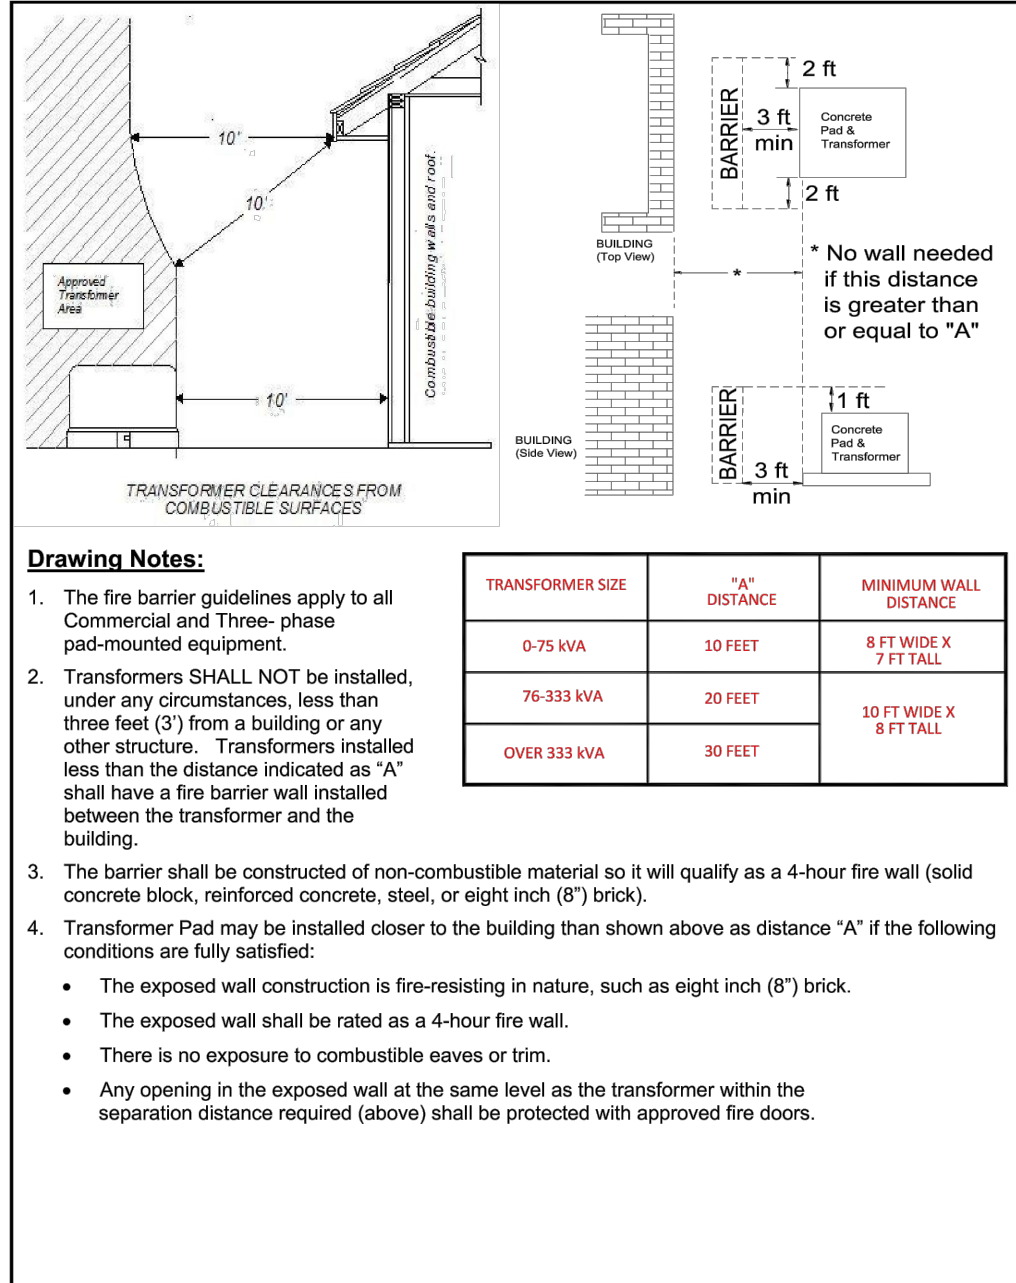 10'
10'
Approved
Transformer
Area
Combustible building walls and roof.
10'
TRANSFORMER CLEARANCES FROM
COMBUSTIBLE SURFACES
2 ft
BARRIER
3 ft
min
Concrete
Pad &
Transformer
2 ft
BUILDING
(Top View)
*
* No wall needed
if this distance
is greater than
or equal to "A"
BARRIER
1 ft
Concrete
Pad &
Transformer
BUILDING
(Side View)
3 ft
min
Drawing Notes:
1. The fire barrier guidelines apply to all
Commercial and Three- phase
pad-mounted equipment.
2. Transformers SHALL NOT be installed,
under any circumstances, less than
three feet (3’) from a building or any
other structure. Transformers installed
less than the distance indicated as “A”
shall have a fire barrier wall installed
between the transformer and the
building.
TRANSFORMER SIZE
"A"
DISTANCE
MINIMUM WALL
DISTANCE
0-75 kVA
10 FEET
8 FT WIDE X
7 FT TALL
76-333 kVA
20 FEET
10 FT WIDE X
8 FT TALL
OVER 333 kVA
30 FEET
3. The barrier shall be constructed of non-combustible material so it will qualify as a 4-hour fire wall (solid
concrete block, reinforced concrete, steel, or eight inch (8”) brick).
4. Transformer Pad may be installed closer to the building than shown above as distance “A” if the following
conditions are fully satisfied:
• The exposed wall construction is fire-resisting in nature, such as eight inch (8”) brick.
• The exposed wall shall be rated as a 4-hour fire wall.
• There is no exposure to combustible eaves or trim.
• Any opening in the exposed wall at the same level as the transformer within the
separation distance required (above) shall be protected with approved fire doors.